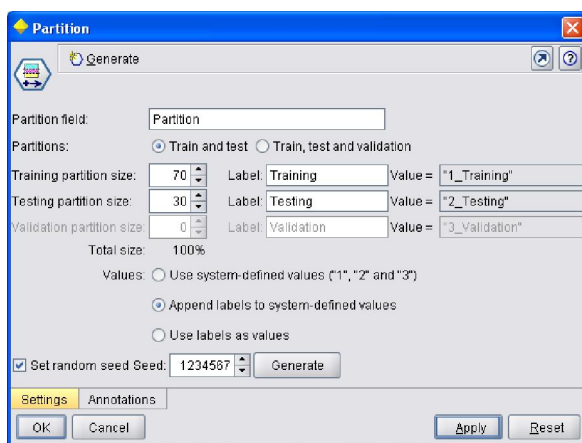 Partition
Generate
Partition field: Partition
Partitions: Train and test Train, test and validation
Training partition size: 70 Label: Training Value = "1_Training"
Testing partition size: 30 Label: Testing Value = "2_Testing"
Validation partition size: 0 Label: Validation Value = "3_Validation"
Total size: 100%
Values: Use system-defined values ("1", "2" and "3")
Append labels to system-defined values
Use labels as values
Set random seed Seed: 1234567 Generate
Settings Annotations
OK Cancel Apply Reset